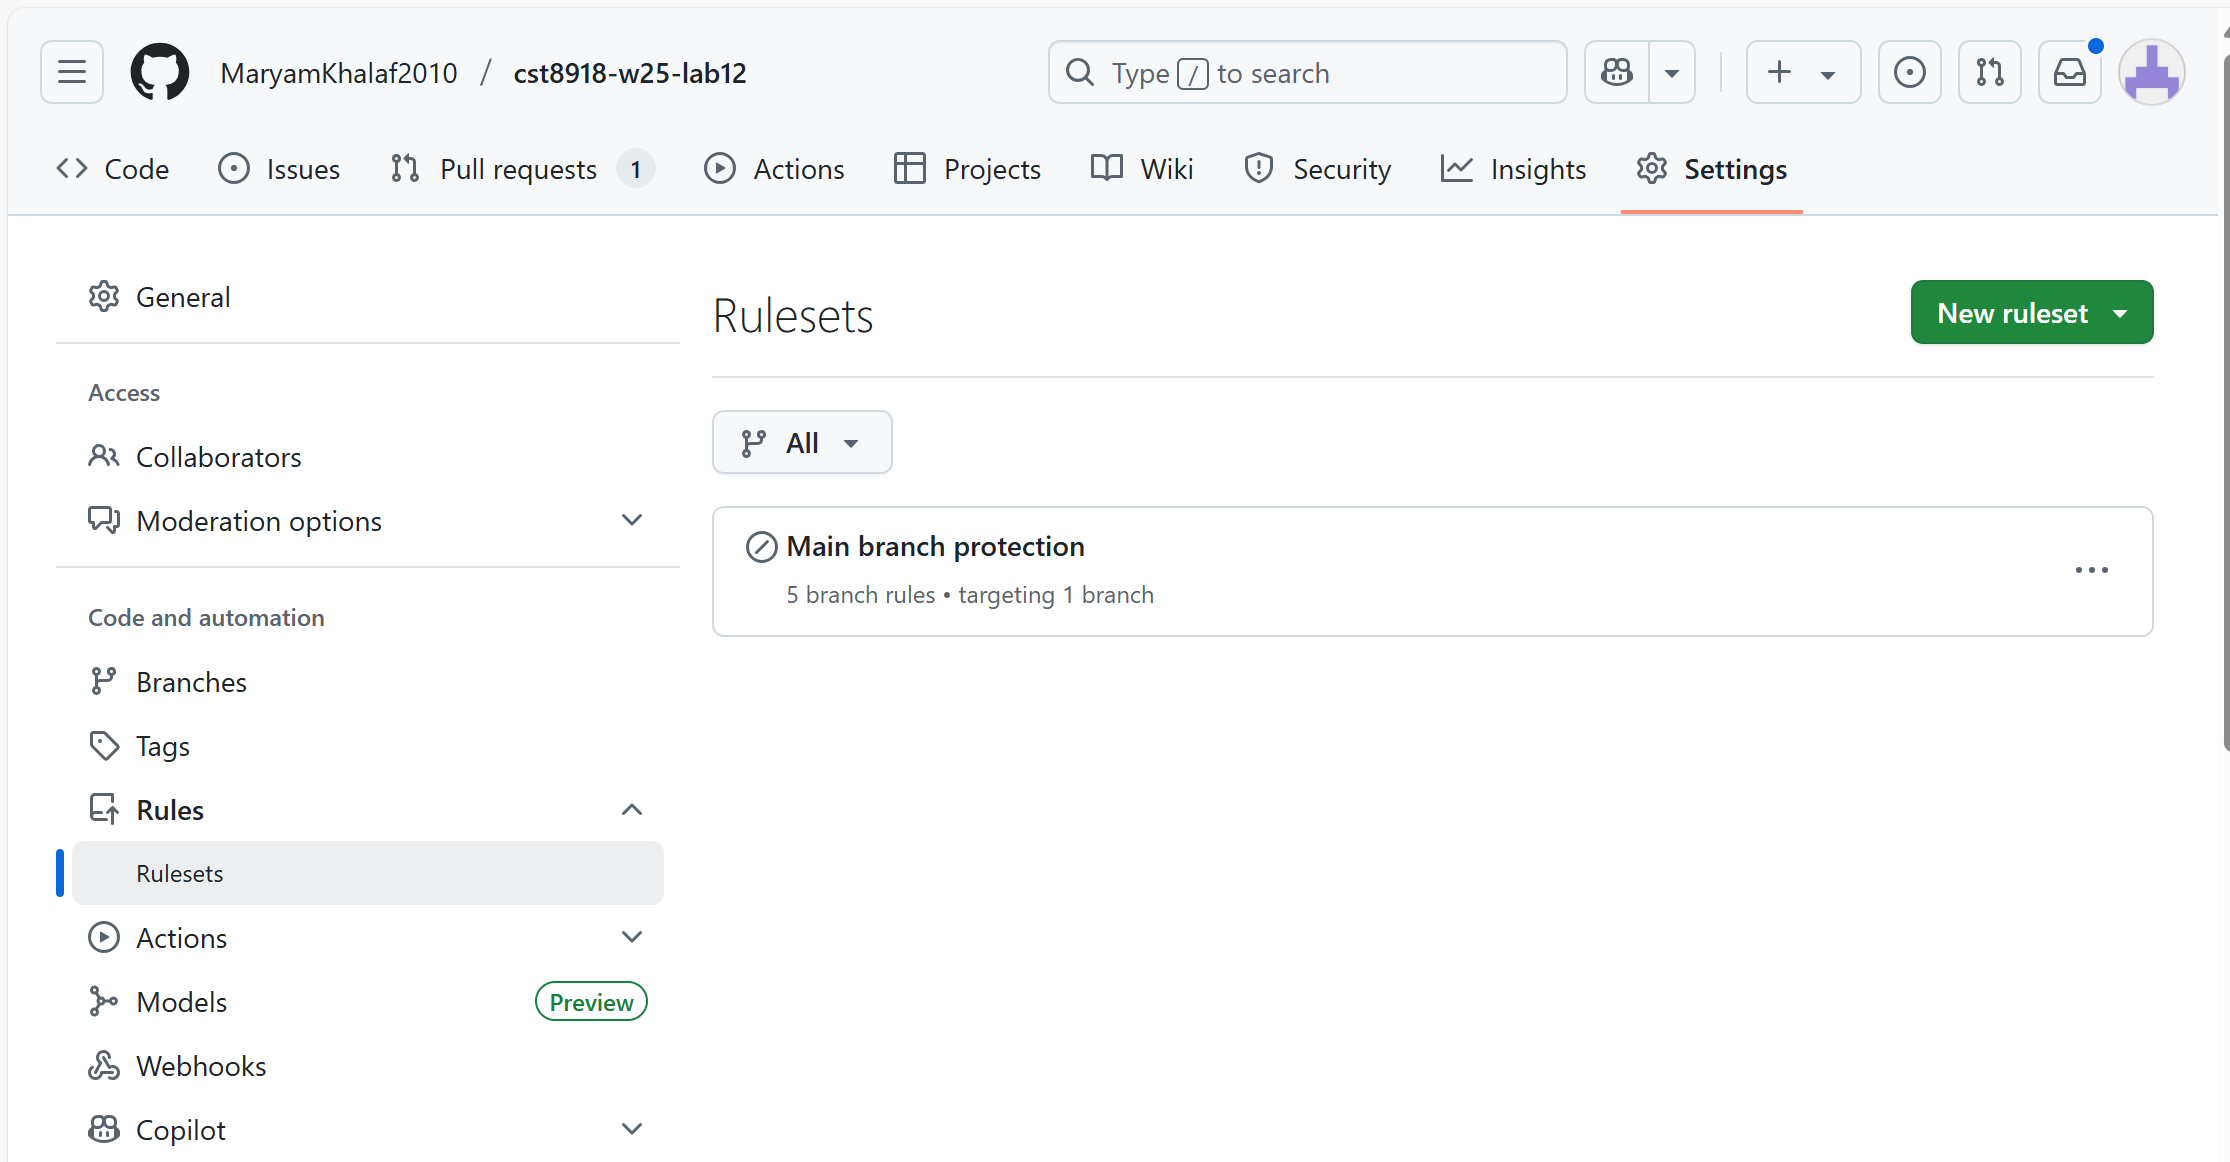 MaryamKhalaf2010 / cst8918-w25-lab12
Type / to search
Code Issues Pull requests 1 Actions Projects Wiki Security Insights Settings
General
Access
Collaborators
Moderation options
Code and automation
Branches
Tags
Rules
Rulesets
Actions
Models Preview
Webhooks
Copilot
Rulesets
New ruleset
All
Main branch protection
5 branch rules • targeting 1 branch